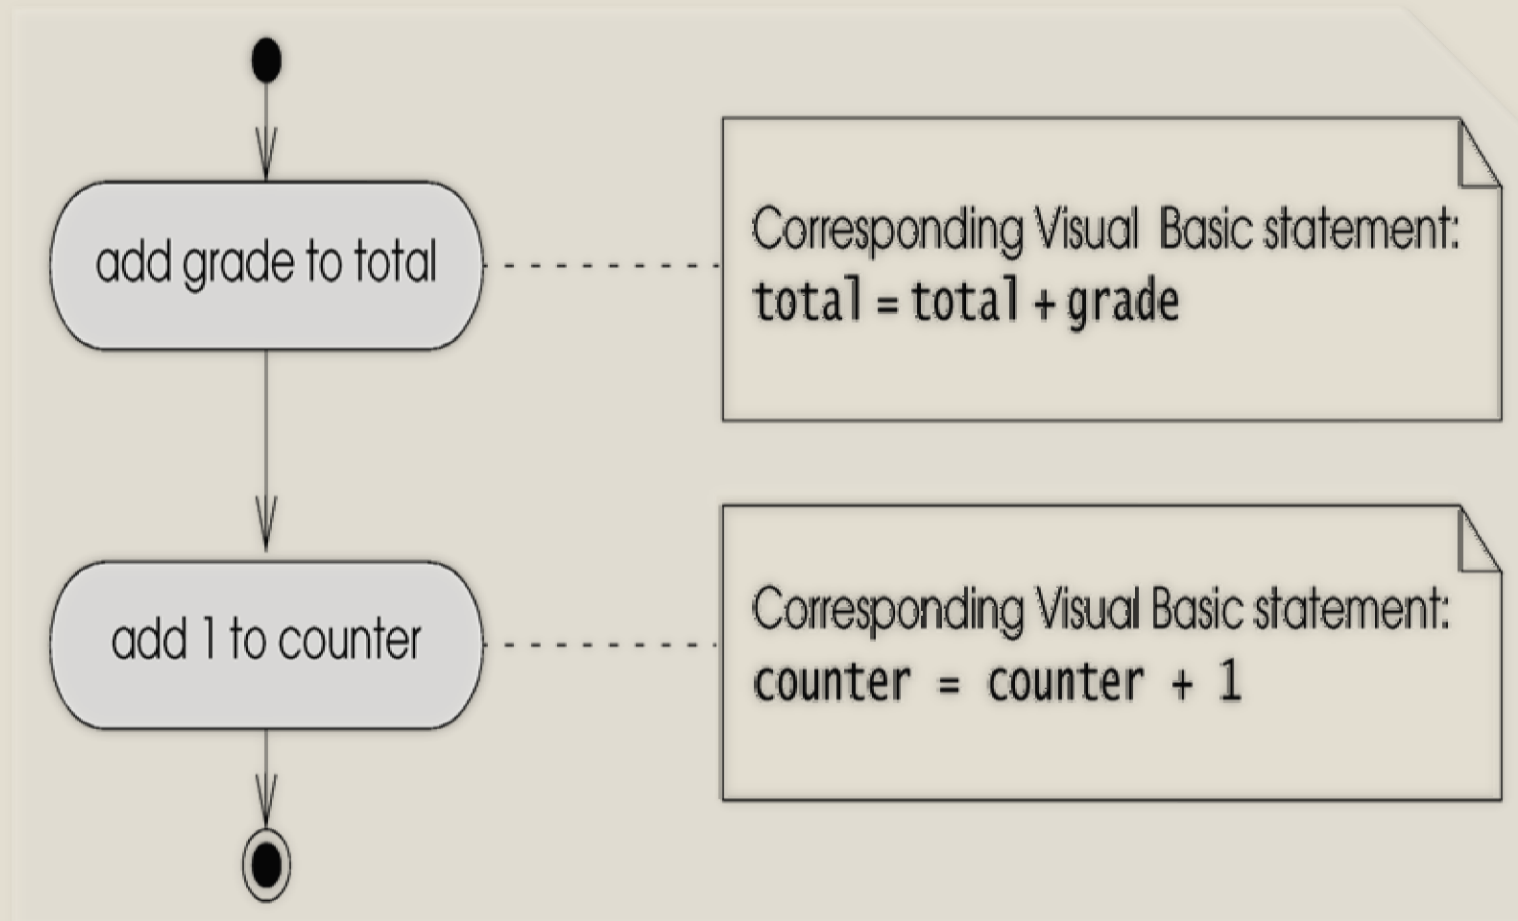 add grade to total
Corresponding Visual Basic statement:
total = total + grade
add 1 to counter
Corresponding Visual Basic statement:
counter = counter + 1